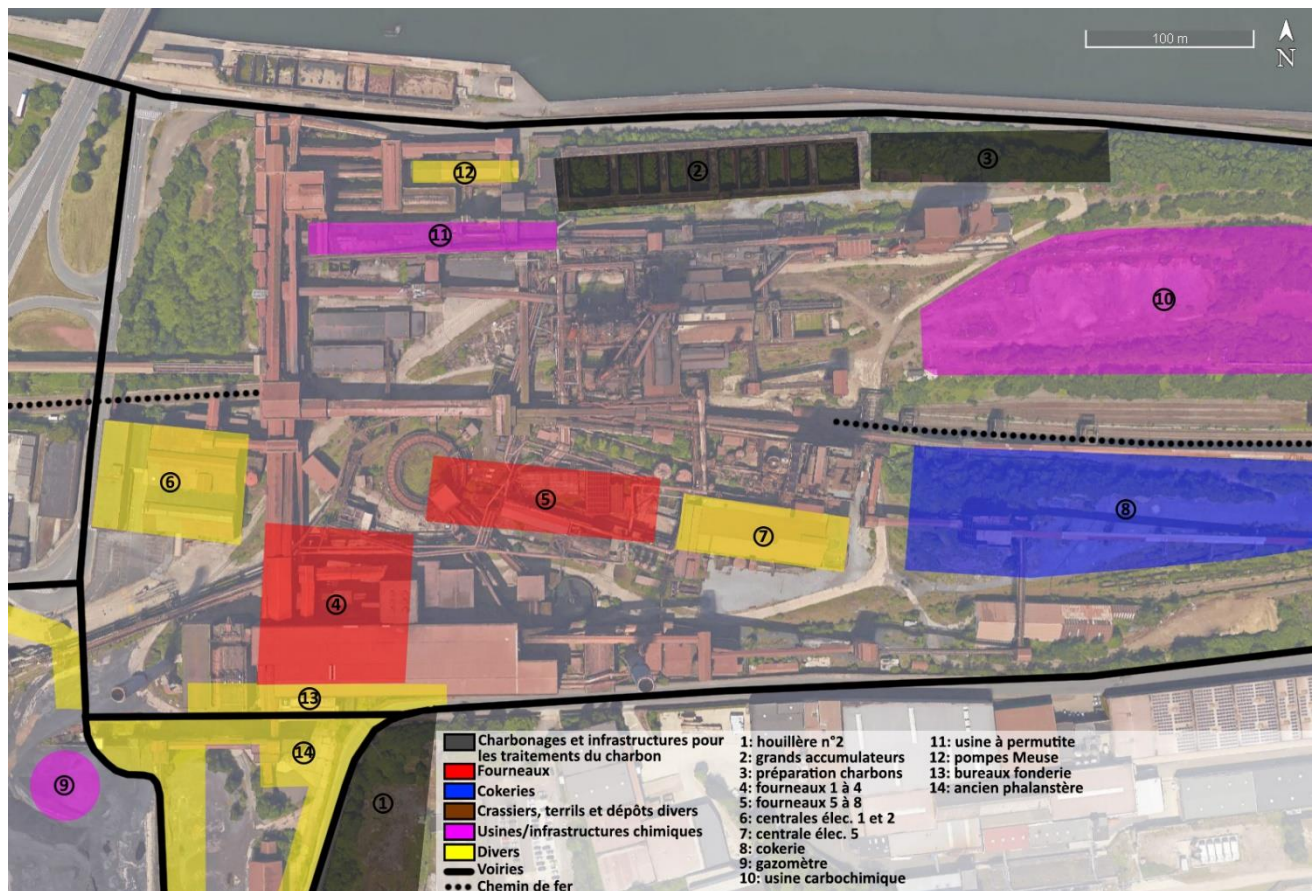 100 m
N
③
②
⑫
⑪
⑩
⑥
⑤
⑧
⑦
④
⑬
⑭
⑨
①
Charbonages et infrastructures pour
les traitements du charbon
Fourneaux
Cokeries
Crassiers, terrils et dépôts divers
Usines/infrastructures chimiques
Divers
Voiries
Chemin de fer
1: houillère n°2
2: grands accumulateurs
3: préparation charbons
4: fourneaux 1 à 4
5: fourneaux 5 à 8
6: centrales élec. 1 et 2
7: centrale élec. 5
8: cokerie
9: gazomètre
10: usine carbochimique
11: usine à permutite
12: pompes Meuse
13: bureaux fonderie
14: ancien phalanstère